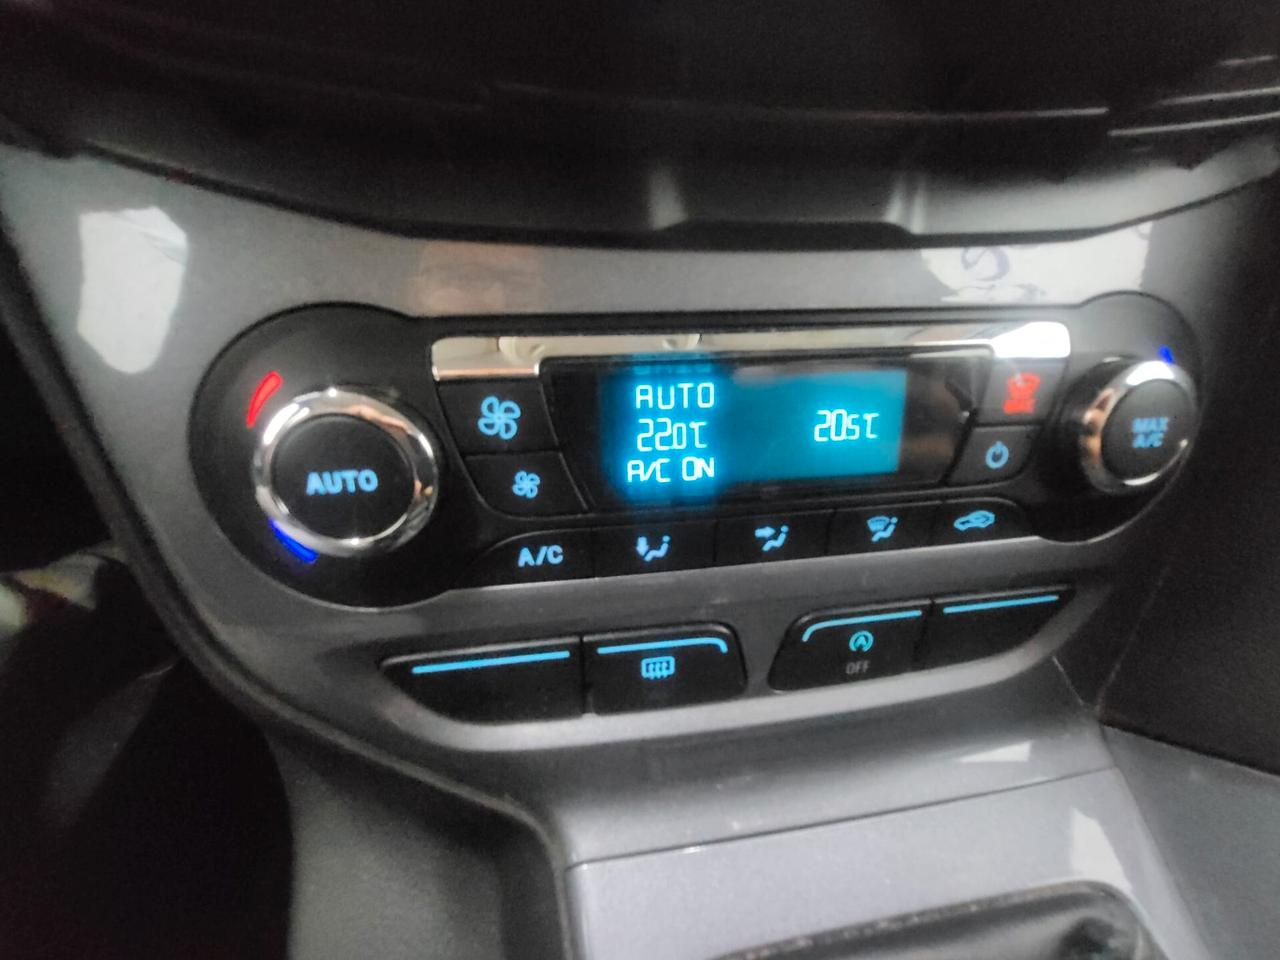 AUTO
22.0°C
A/C ON
20.5°C
AUTO
MAX
A/C
A/C
OFF